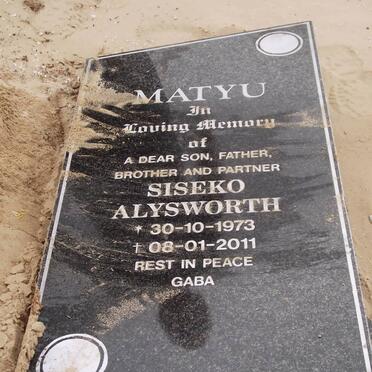 MATYU
In
Loving Memory
of
A DEAR SON, FATHER,
BROTHER AND PARTNER
SISEKO
ALYSWORTH
* 30-10-1973
† 08-01-2011
REST IN PEACE
GABA